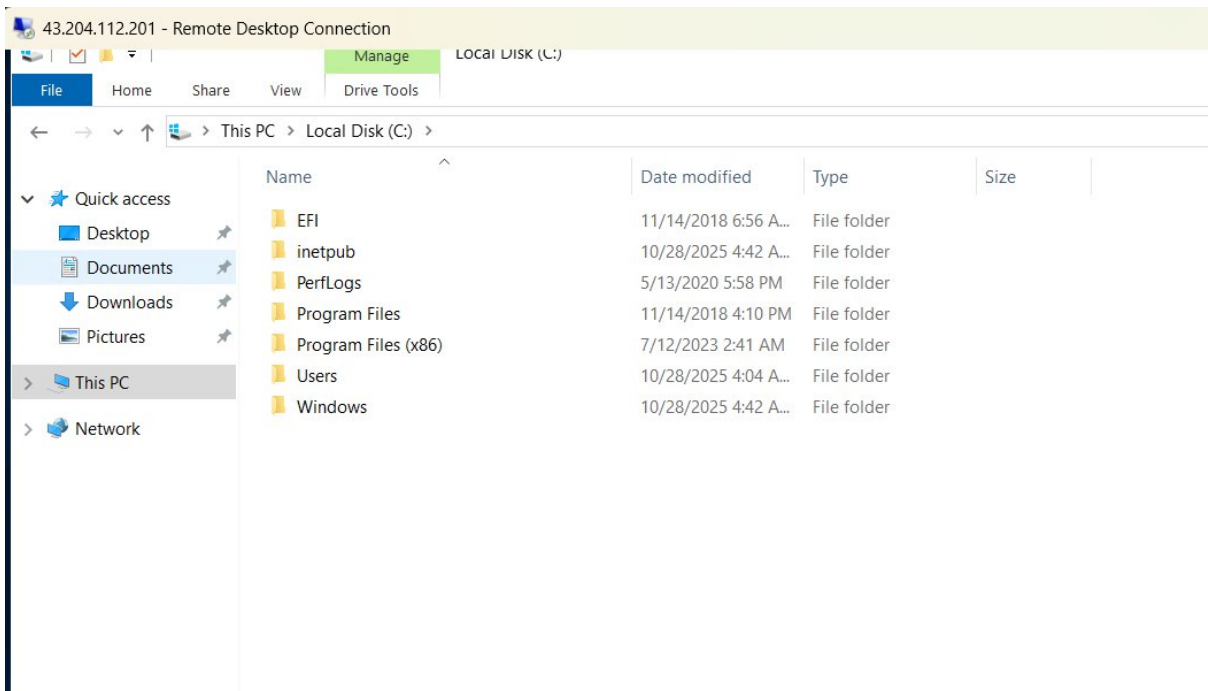 43.204.112.201 - Remote Desktop Connection
Manage Local Disk (C:)
File Home Share View Drive Tools
This PC > Local Disk (C:) >
Name Date modified Type Size
Quick access
Desktop
Documents
Downloads
Pictures
This PC
Network
EFI 11/14/2018 6:56 A... File folder
inetpub 10/28/2025 4:42 A... File folder
PerfLogs 5/13/2020 5:58 PM File folder
Program Files 11/14/2018 4:10 PM File folder
Program Files (x86) 7/12/2023 2:41 AM File folder
Users 10/28/2025 4:04 A... File folder
Windows 10/28/2025 4:42 A... File folder